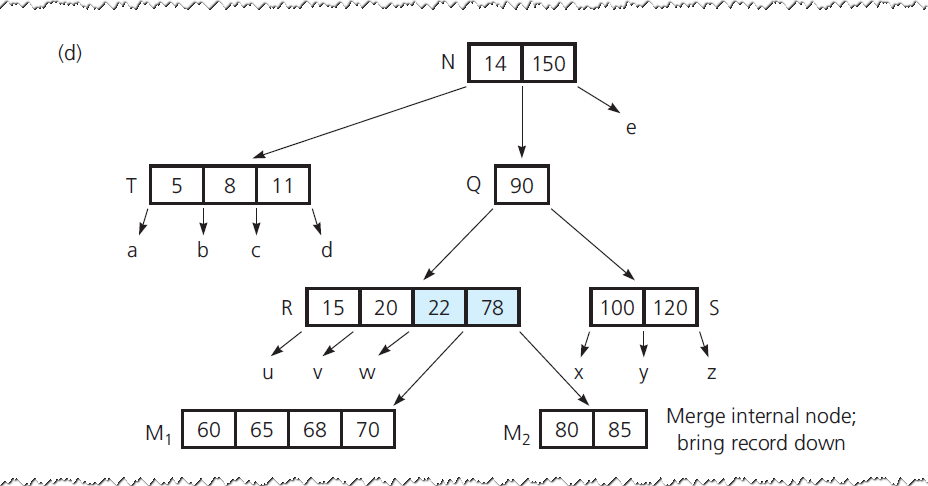 (d)
N 14 150
e
T 5 8 11
Q 90
a b c d
R 15 20 22 78
100 120 S
u v w
x y z
M1 60 65 68 70
M2 80 85
Merge internal node;
bring record down